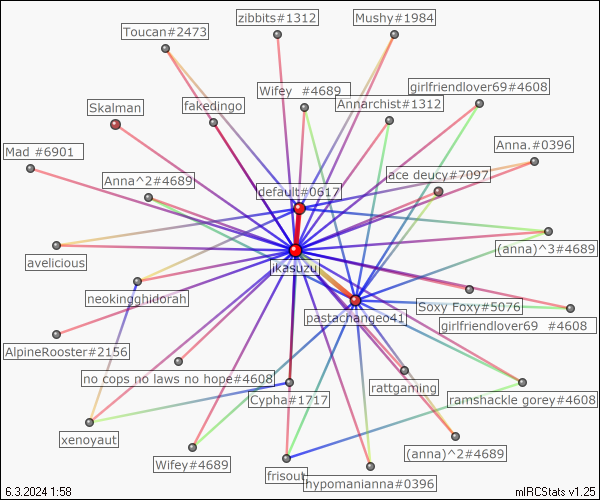 zibbits#1312
Mushy#1984
Toucan#2473
Wifey  #4689
girlfriendlover69#4608
Skalman
fakedingo
Annarchist#1312
Mad #6901
Anna.#0396
Anna^2#4689
ace deucy#7097
default#0617
(anna)^3#4689
avelicious
ikasuzu
neokingghidorah
Soxy Foxy#5076
pastachangeo41
girlfriendlover69  #4608
AlpineRooster#2156
no cops no laws no hope#4608
rattgaming
Cypha#1717
ramshackle gorey#4608
xenoyaut
(anna)^2#4689
Wifey#4689
frisout
hypomanianna#0396
6.3.2024 1:58
mIRCStats v1.25